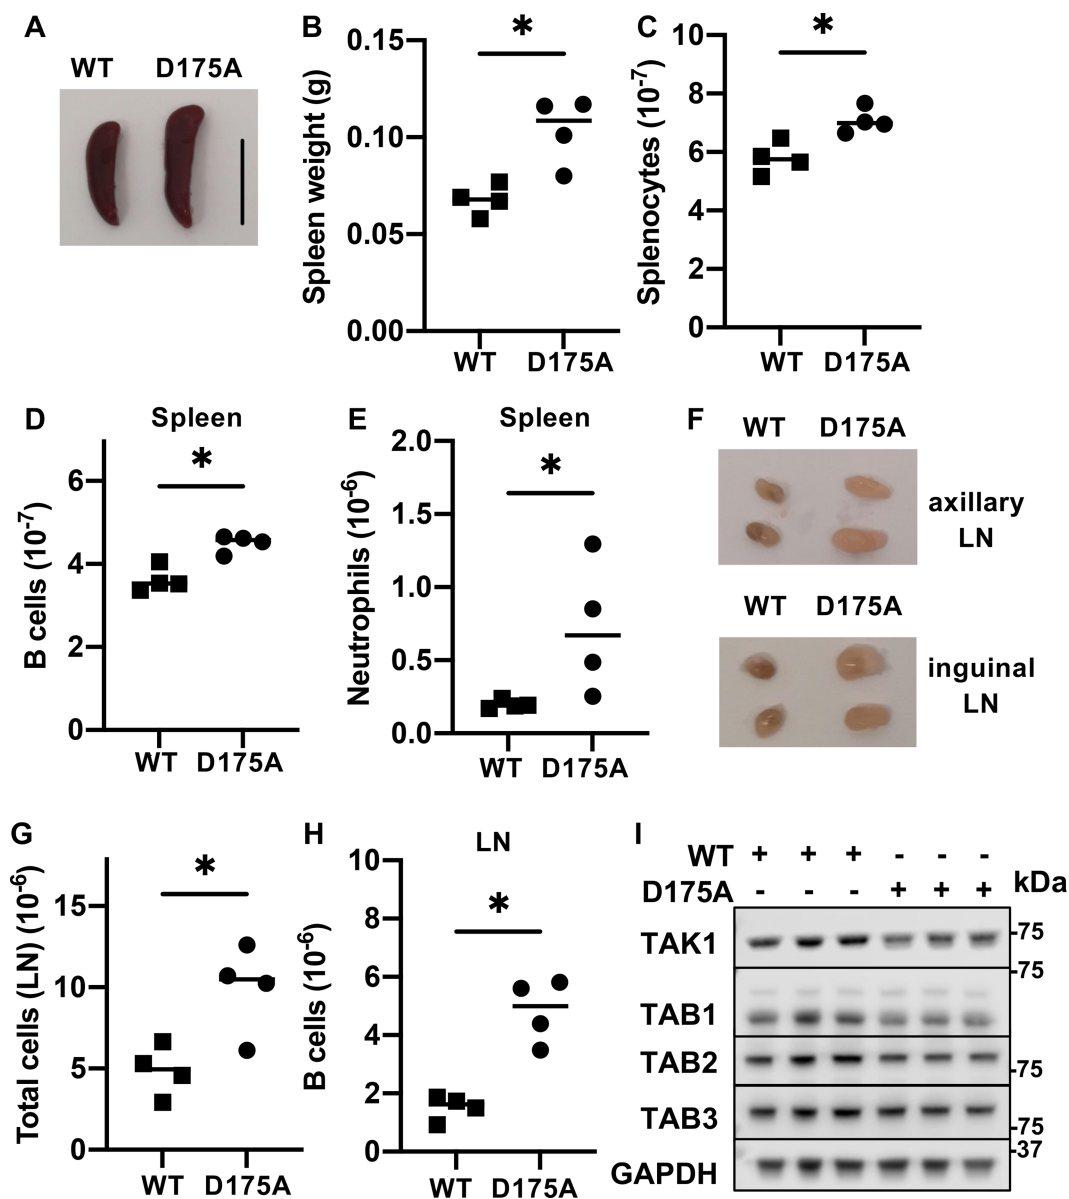 A
WT D175A
B
0.15
0.10
0.05
0.00
Spleen weight (g)
*
WT D175A
C
10
8
6
4
2
0
Splenocytes (10-7)
*
WT D175A
D
Spleen
6
4
2
0
B cells (10-7)
*
WT D175A
E
Spleen
2.0
1.5
1.0
0.5
0.0
Neutrophils (10-6)
*
WT D175A
F
WT D175A
axillary
LN
WT D175A
inguinal
LN
G
15
10
5
0
Total cells (LN) (10-6)
*
WT D175A
H
LN
10
8
6
4
2
0
B cells (10-6)
*
WT D175A
I
WT + + + - - -
D175A - - - + + +
kDa
TAK1 -75
-75
TAB1
TAB2 -75
TAB3 -75
-37
GAPDH